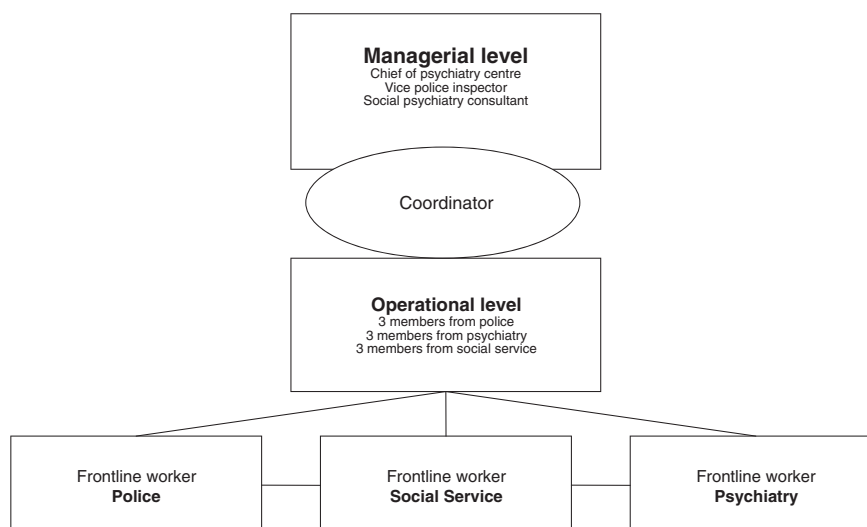 Managerial level
Chief of psychiatry centre
Vice police inspector
Social psychiatry consultant
Coordinator
Operational level
3 members from police
3 members from psychiatry
3 members from social service
Frontline worker
Police
Frontline worker
Social Service
Frontline worker
Psychiatry